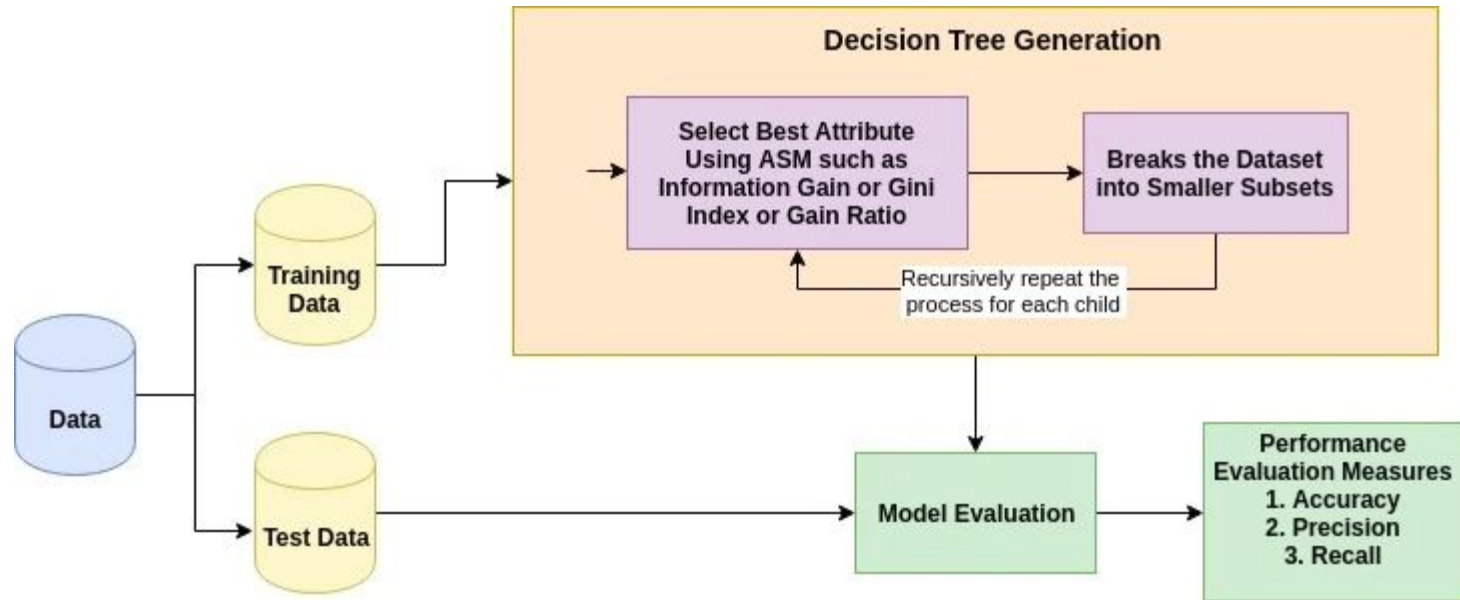 Decision Tree Generation
Select Best Attribute
Using ASM such as
Information Gain or Gini
Index or Gain Ratio
Breaks the Dataset
into Smaller Subsets
Recursively repeat the
process for each child
Training
Data
Data
Test Data
Model Evaluation
Performance
Evaluation Measures
1. Accuracy
2. Precision
3. Recall